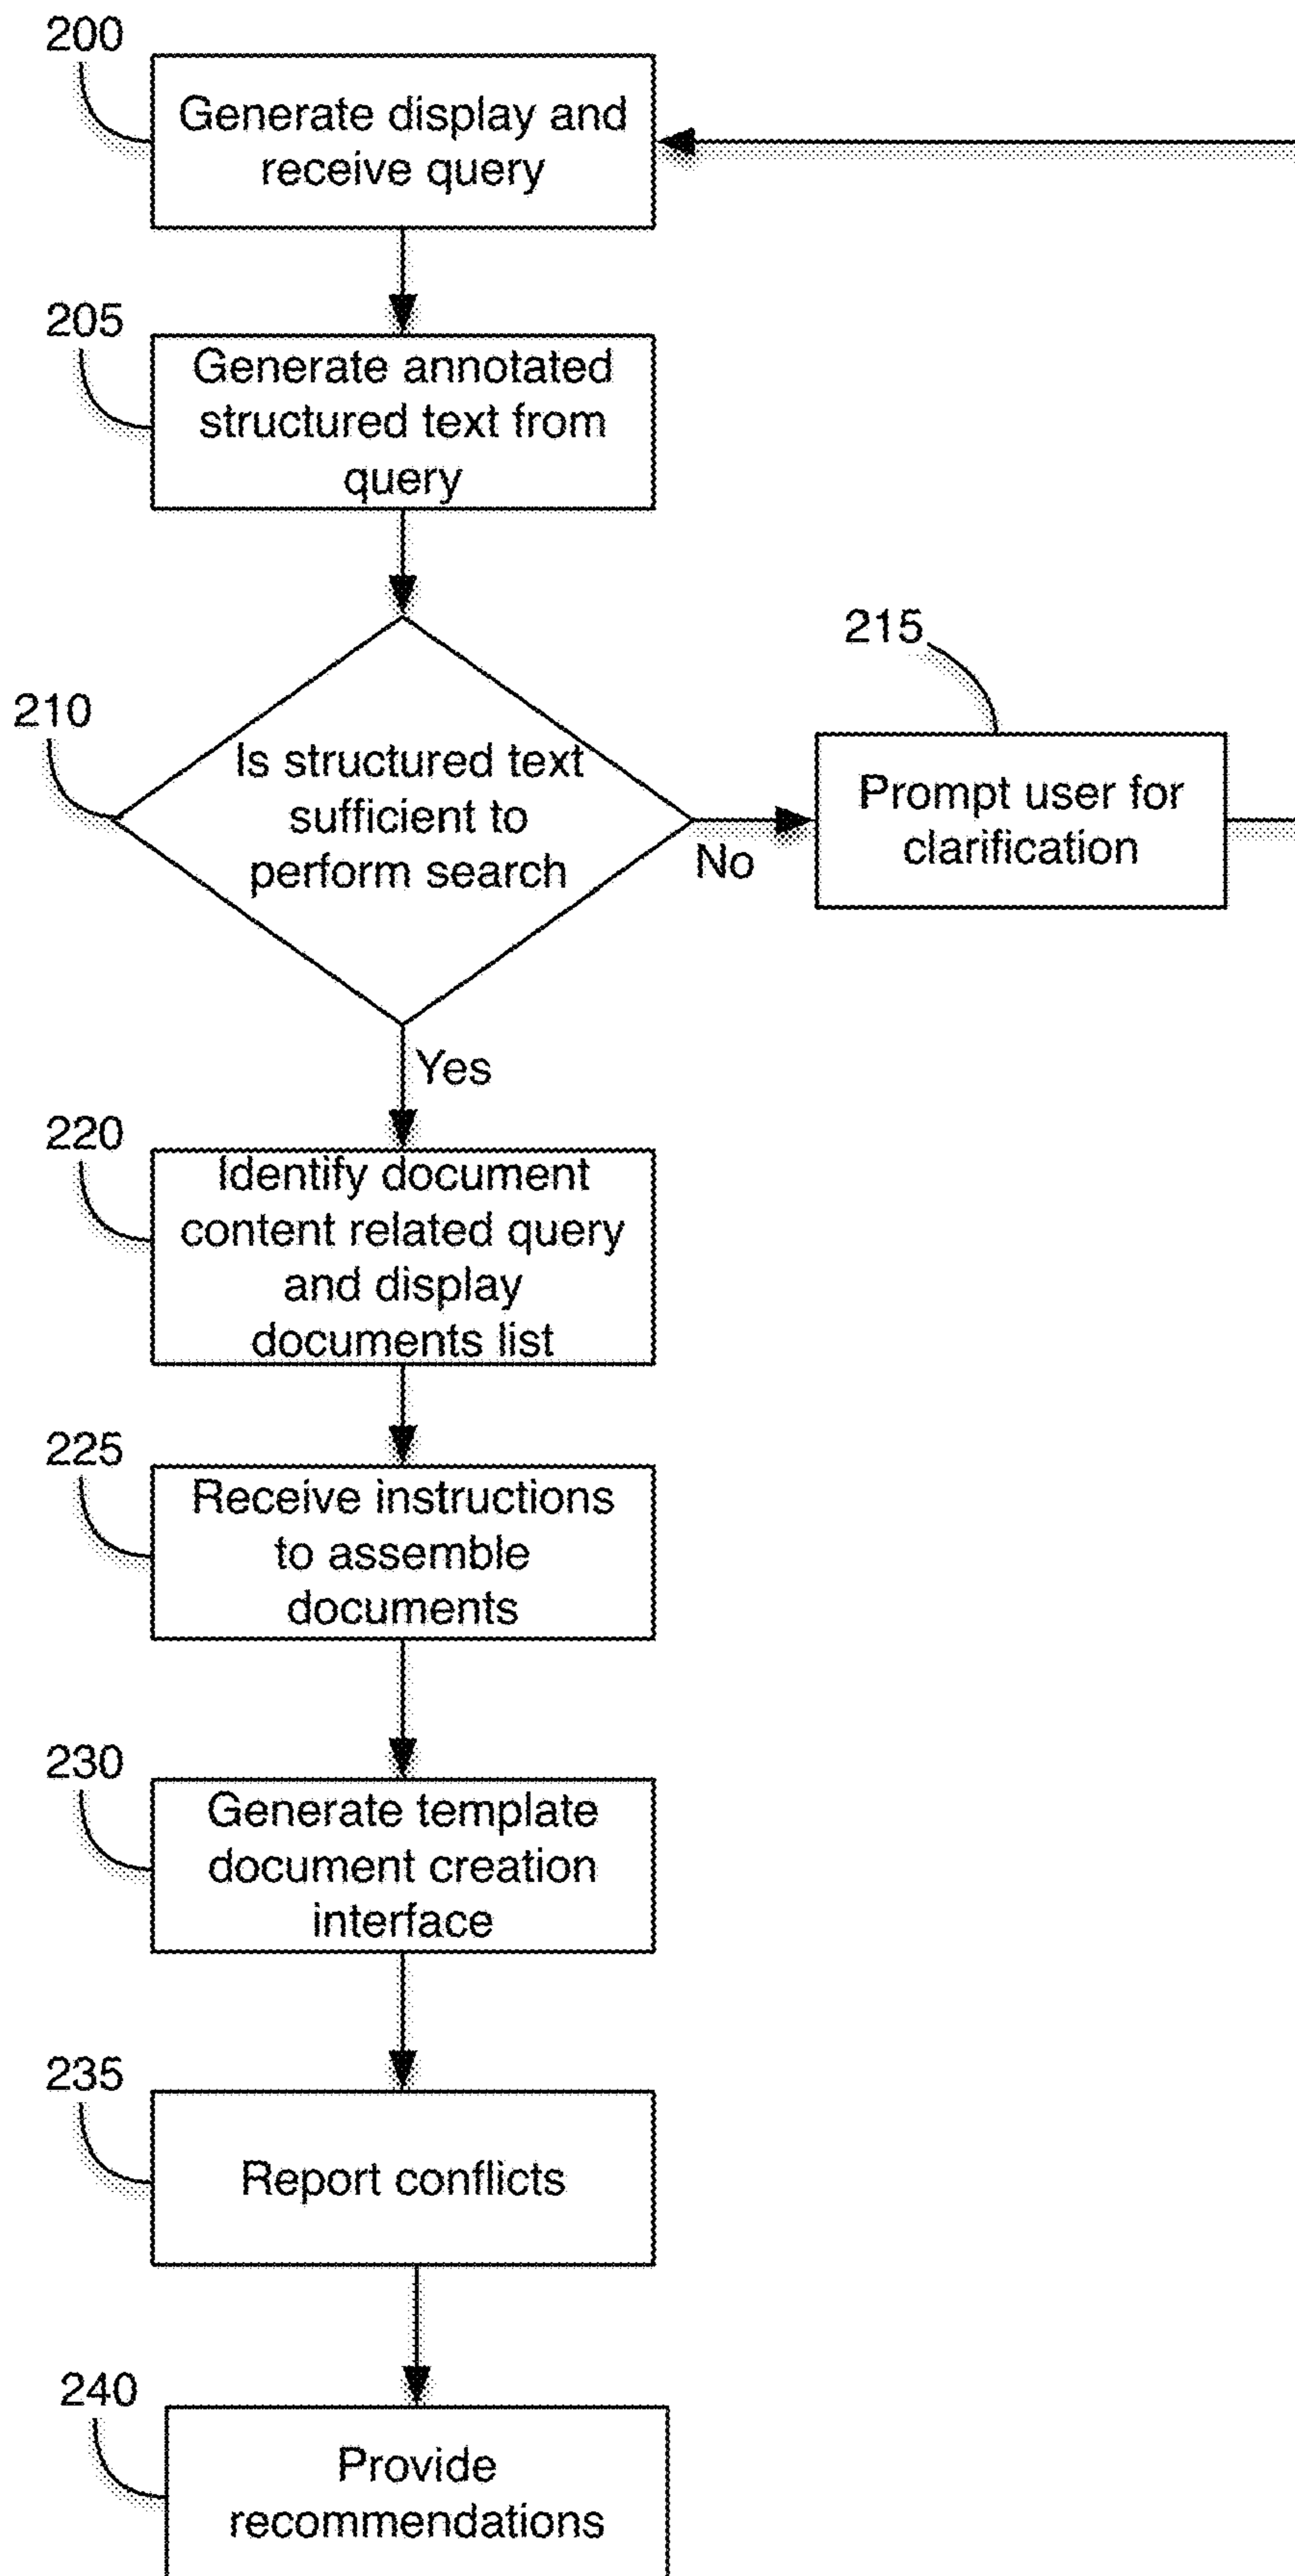 200
Generate display and
receive query
205
Generate annotated
structured text from
query
210
Is structured text
sufficient to
perform search
No
215
Prompt user for
clarification
Yes
220
Identify document
content related query
and display
documents list
225
Receive instructions
to assemble
documents
230
Generate template
document creation
interface
235
Report conflicts
240
Provide
recommendations